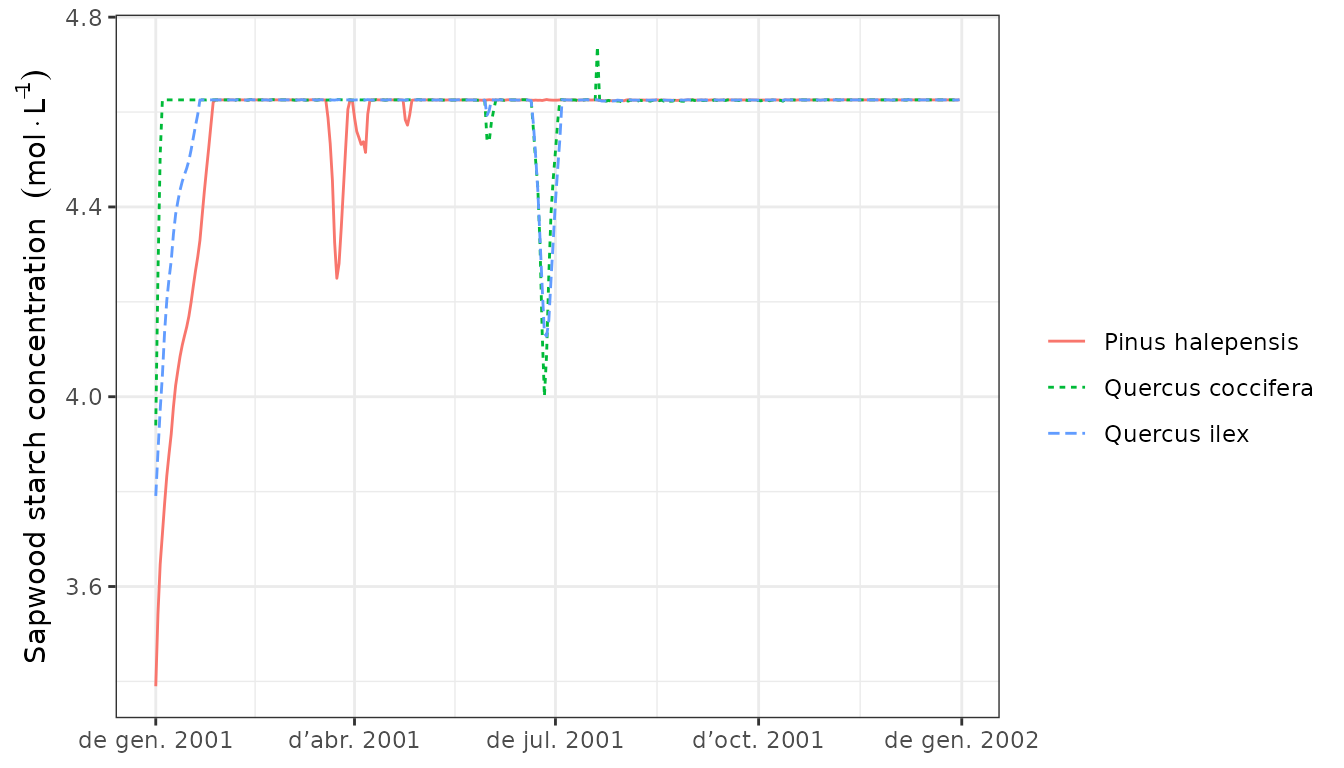 Sapwood starch concentration (mol·L⁻¹)
4.8
4.4
4.0
3.6
de gen. 2001
d’abr. 2001
de jul. 2001
d’oct. 2001
de gen. 2002
Pinus halepensis
Quercus coccifera
Quercus ilex